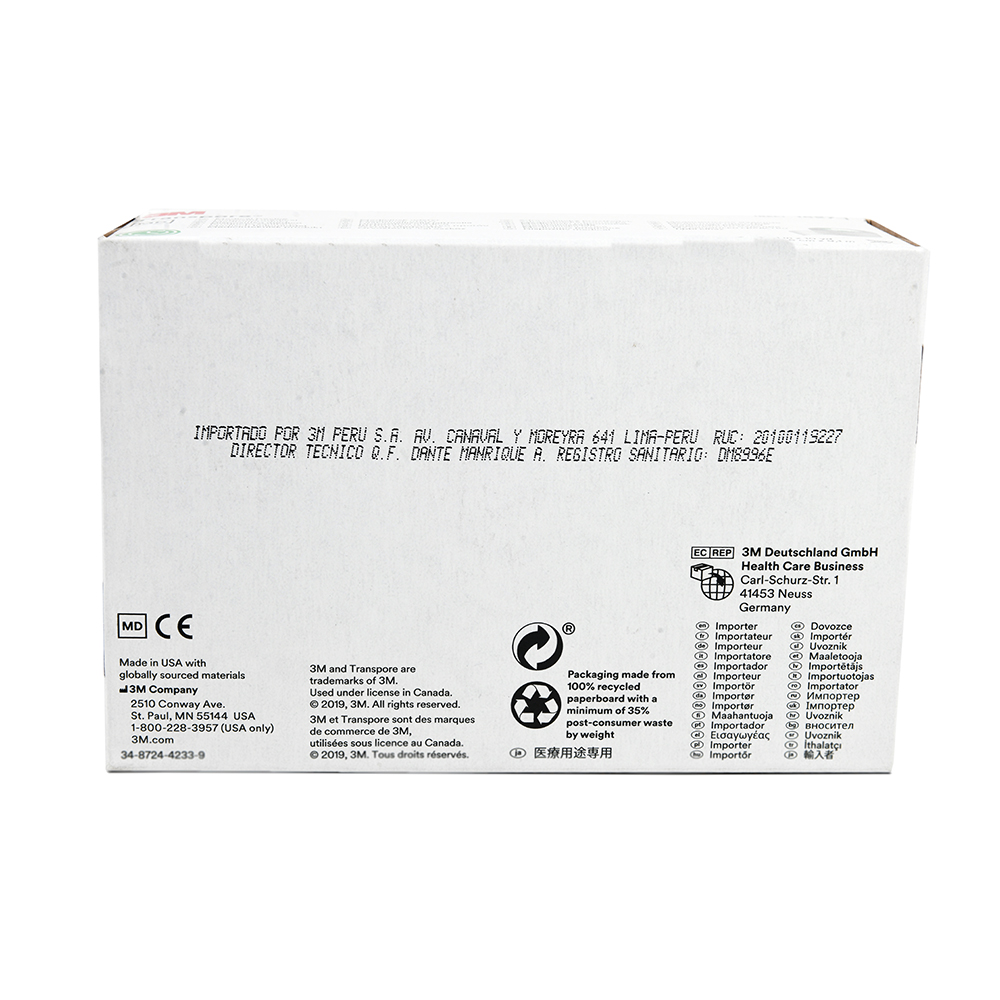 3M
IMPORTADO POR 3M PERU S.A. AV. CANAVAL Y MOREYRA 641 LIMA-PERU RUC: 20100119227
DIRECTOR TECNICO Q.F. DANTE MANRIQUE A. REGISTRO SANITARIO: DM8996E
EC REP 3M Deutschland GmbH
Health Care Business
Carl-Schurz-Str. 1
41453 Neuss
Germany
MD CE
Made in USA with
globally sourced materials
3M Company
2510 Conway Ave.
St. Paul, MN 55144 USA
1-800-228-3957 (USA only)
3M.com
34-8724-4233-9
3M and Transpore are
trademarks of 3M.
Used under license in Canada.
© 2019, 3M. All rights reserved.
3M et Transpore sont des marques
de commerce de 3M,
utilisées sous licence au Canada.
© 2019, 3M. Tous droits réservés.
®
Packaging made from
100% recycled
paperboard with a
minimum of 35%
post-consumer waste
by weight
ja 医療用途専用
en Importer
fr Importateur
de Importeur
it Importatore
es Importador
nl Importeur
sv Importör
da Importør
no Importør
fi Maahantuoja
pt Importador
el Εισαγωγέας
pl Importer
hu Importőr
cs Dovozce
sk Importér
sl Uvoznik
et Maaletooja
lv Importētājs
lt Importuotojas
ro Importator
ru Импортер
uk Імпортер
hr Uvoznik
bg вносител
sr Uvoznik
tr İthalatçı
ja 輸入者